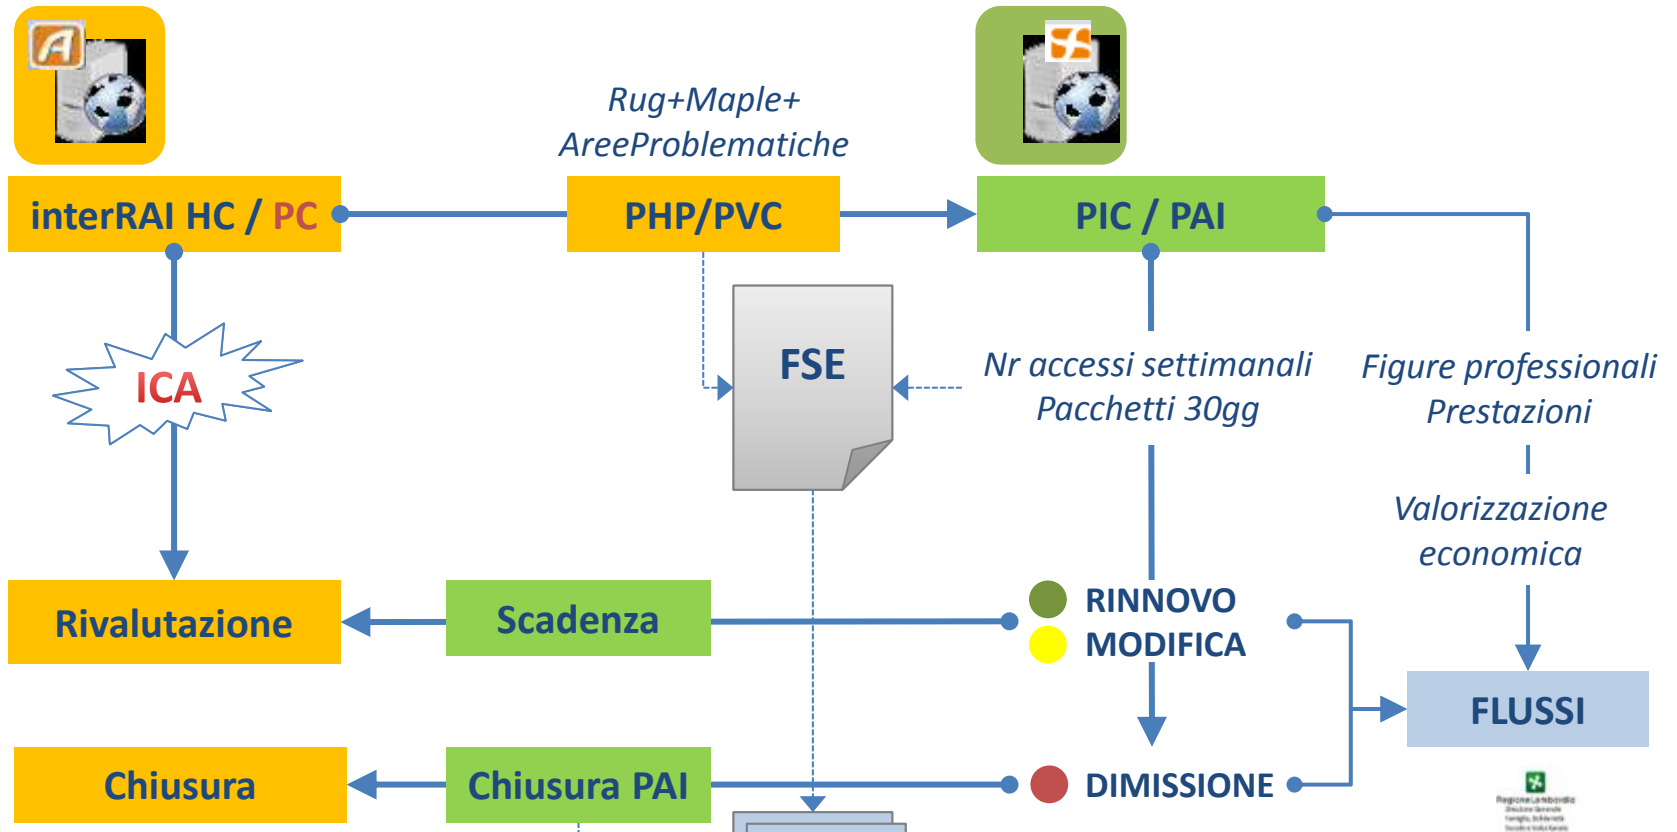 Rug+Maple+
AreeProblematiche
interRAI HC / PC
PHP/PVC
PIC / PAI
ICA
FSE
Nr accessi settimanali
Pacchetti 30gg
Figure professionali
Prestazioni
Valorizzazione
economica
Rivalutazione
Scadenza
RINNOVO
MODIFICA
FLUSSI
Chiusura
Chiusura PAI
DIMISSIONE
RegioneLombardia